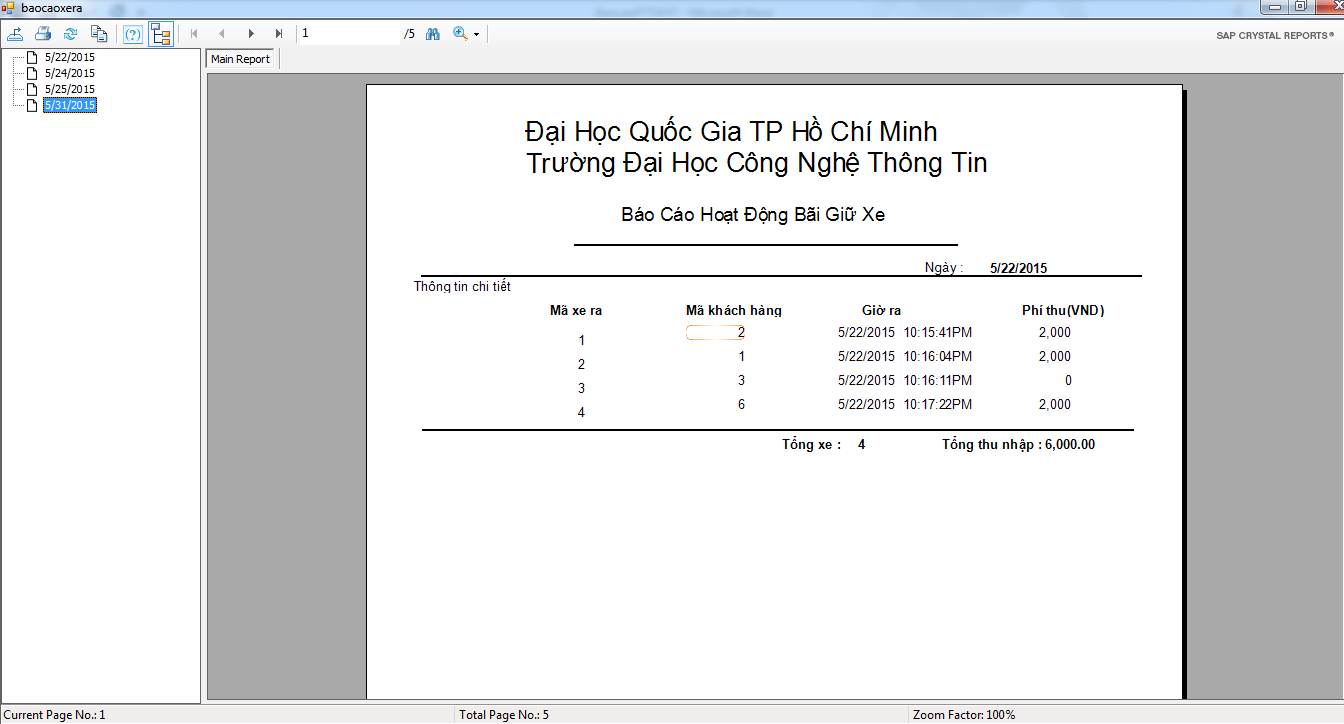 baocaoxera
1 /5
SAP CRYSTAL REPORTS®
5/22/2015
5/24/2015
5/25/2015
5/31/2015
Main Report
Đại Học Quốc Gia TP Hồ Chí Minh
Trường Đại Học Công Nghệ Thông Tin
Báo Cáo Hoạt Động Bãi Giữ Xe
Ngày : 5/22/2015
Thông tin chi tiết
Mã xe ra Mã khách hàng Giờ ra Phí thu(VND)
1 2 5/22/2015 10:15:41PM 2,000
2 1 5/22/2015 10:16:04PM 2,000
3 3 5/22/2015 10:16:11PM 0
4 6 5/22/2015 10:17:22PM 2,000
Tổng xe : 4 Tổng thu nhập : 6,000.00
Current Page No.: 1 Total Page No.: 5 Zoom Factor: 100%